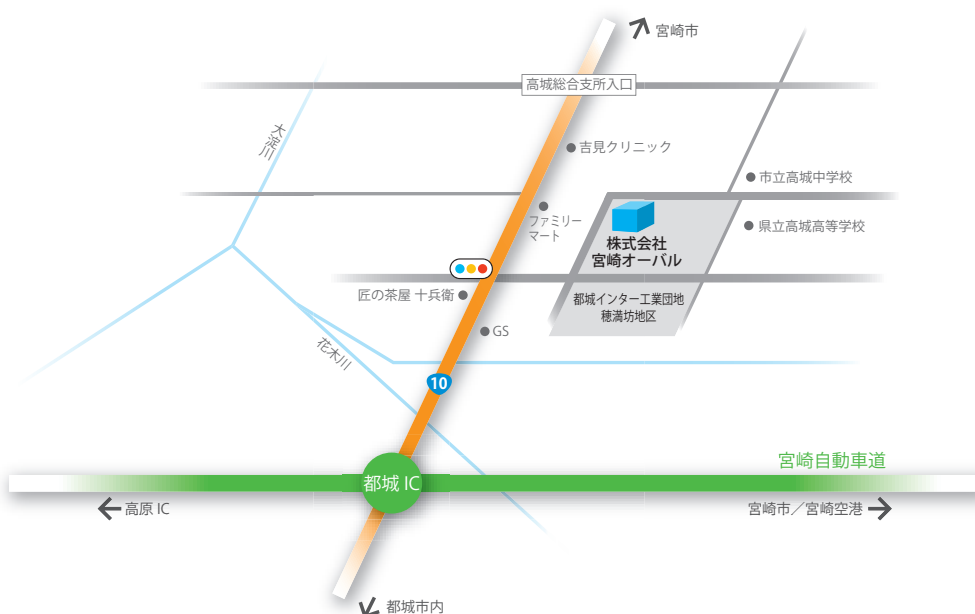 宮崎市
高城総合支所入口
大淀川
吉見クリニック
市立高城中学校
ファミリー
マート
県立高城高等学校
株式会社
宮崎オーバル
匠の茶屋 十兵衛
都城インター工業団地
穂満坊地区
GS
花木川
10
宮崎自動車道
都城 IC
高原 IC
宮崎市／宮崎空港
都城市内